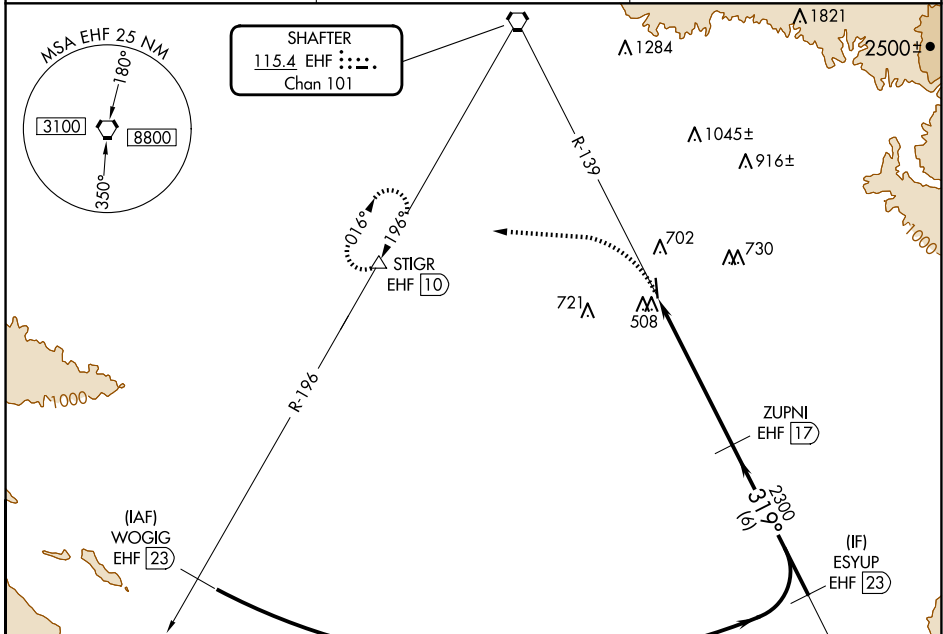 MSA EHF 25 NM
180°
3100
8800
350°
SHAFTER
115.4 EHF
Chan 101
1821
1284
2500±
1045±
916±
R-139
1000
016°
196°
STIGR
EHF 10
702
730
721
508
R-196
1000
ZUPNI
EHF 17
2300
319°
(6)
(IAF)
WOGIG
EHF 23
(IF)
ESYUP
EHF 23